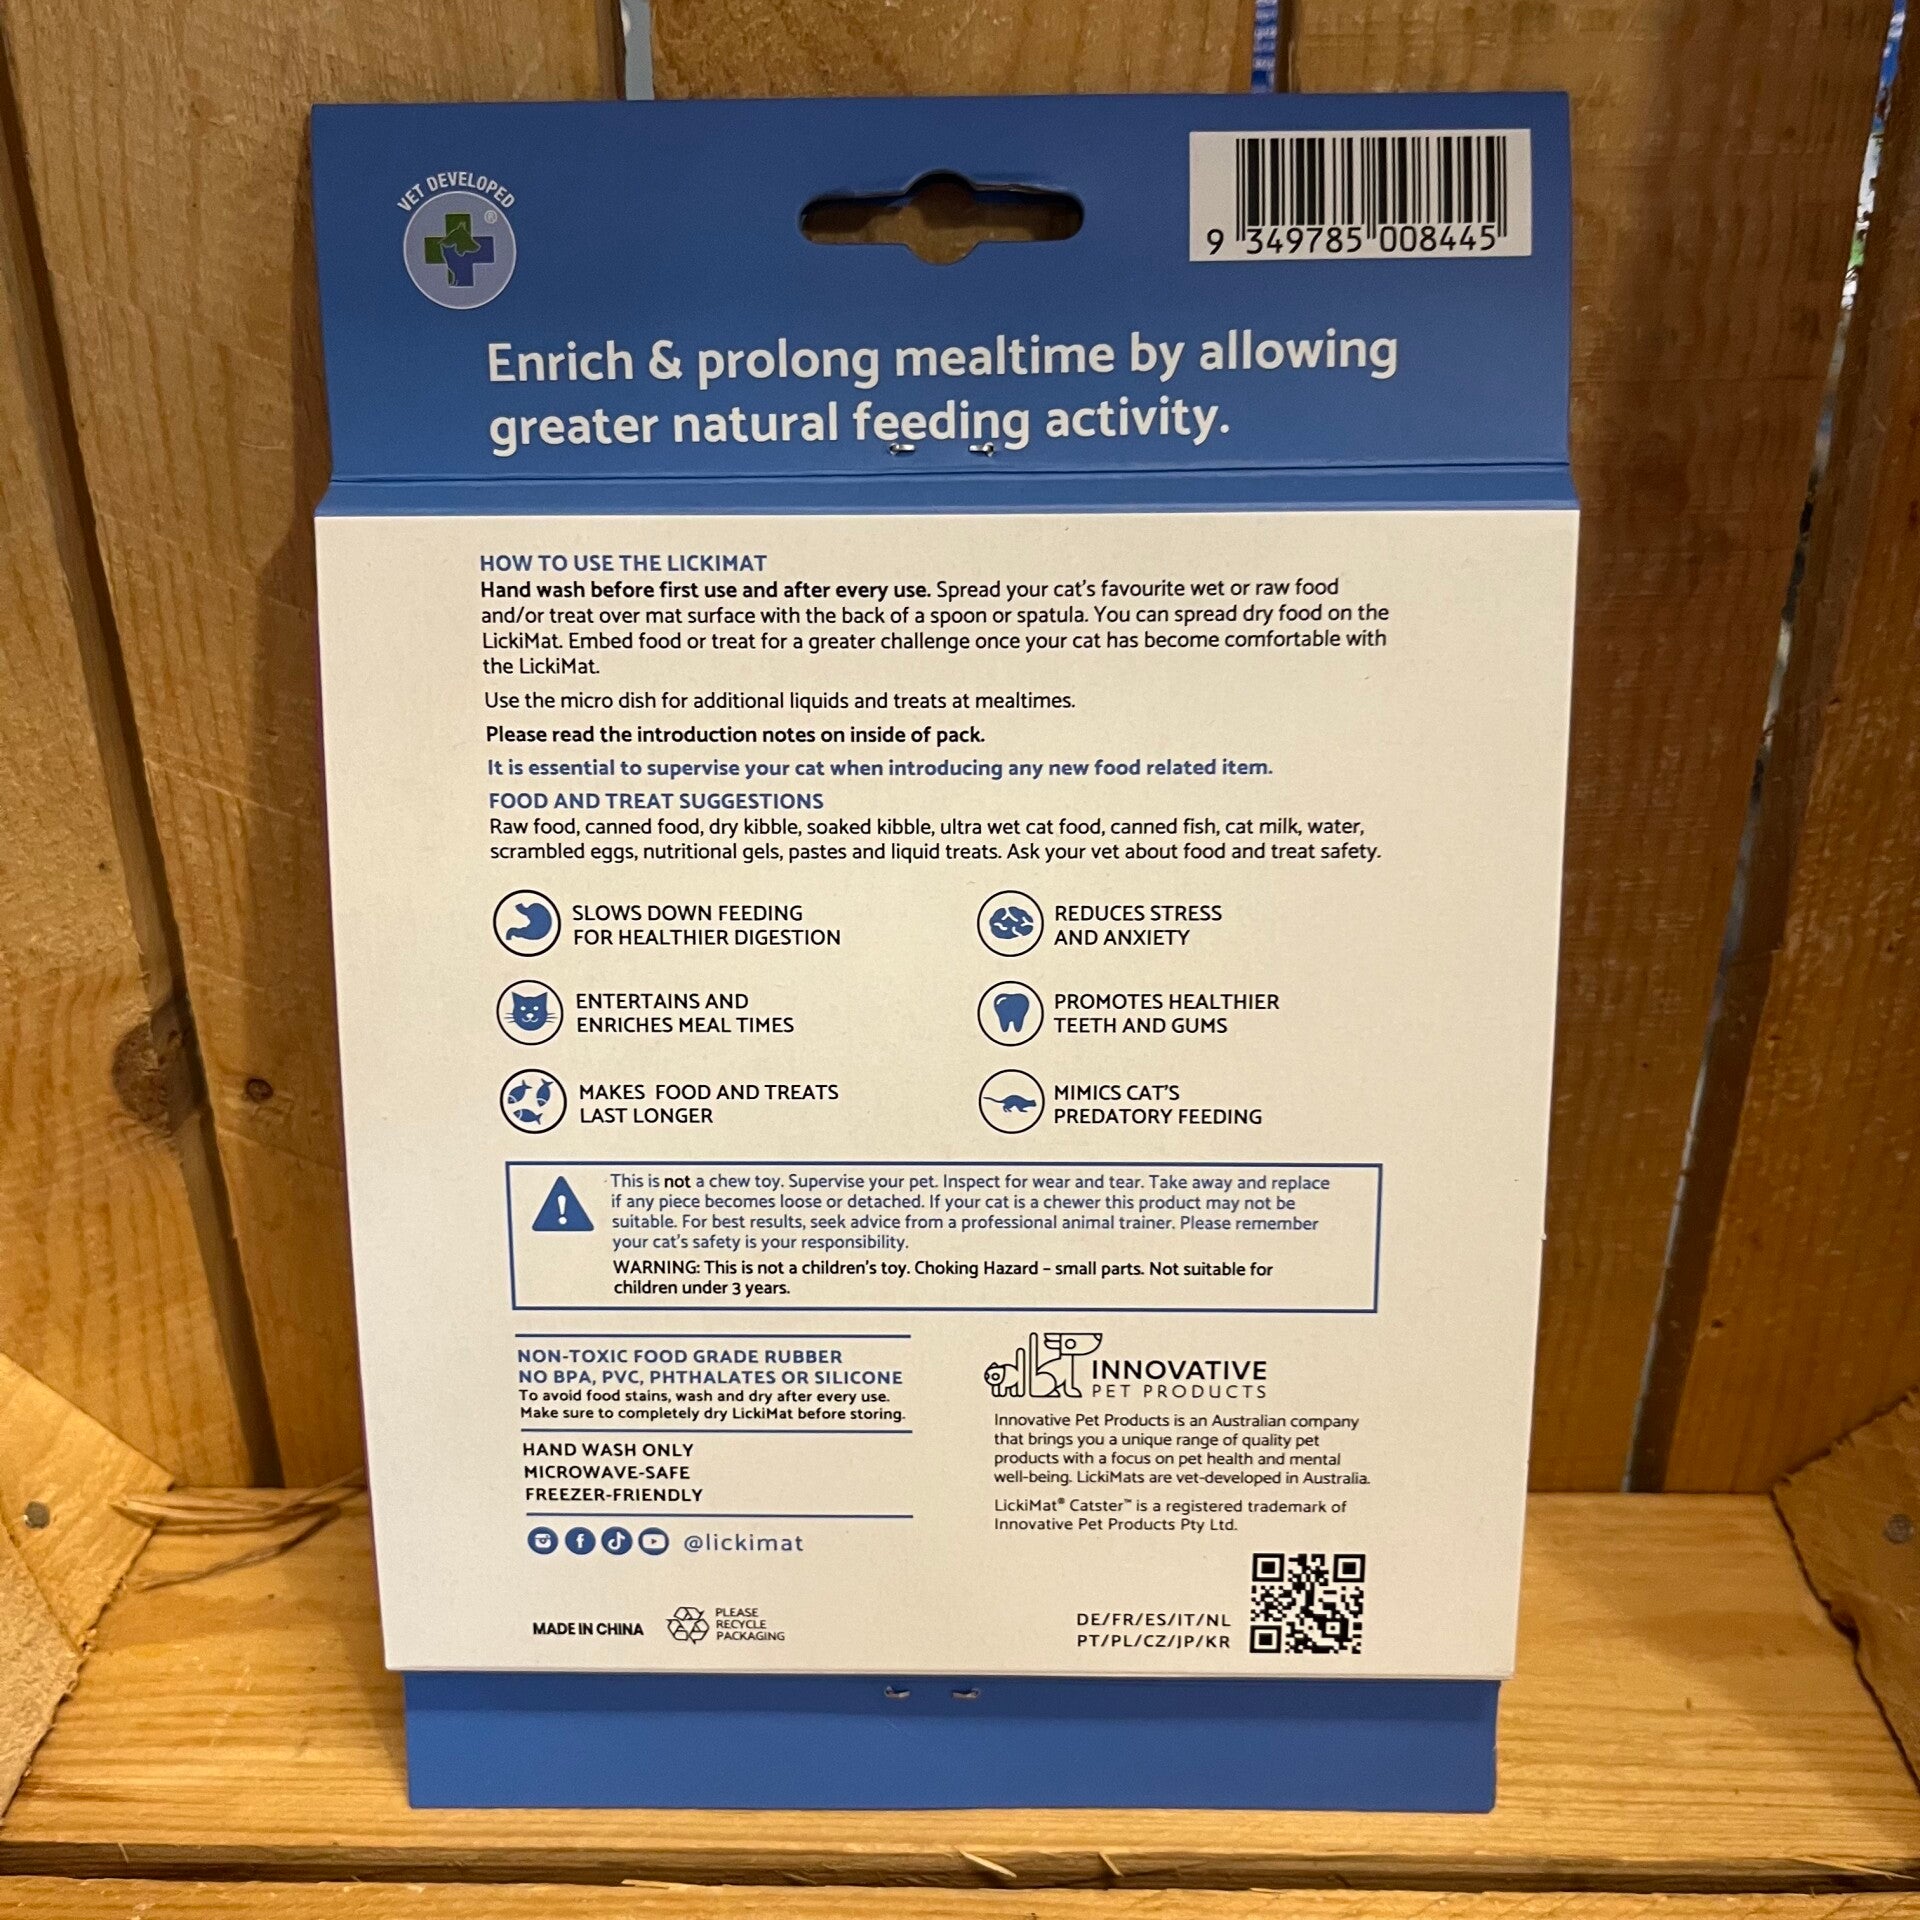 VET DEVELOPED
®
9 349785 008445
Enrich & prolong mealtime by allowing
greater natural feeding activity.
HOW TO USE THE LICKIMAT
Hand wash before first use and after every use. Spread your cat's favourite wet or raw food
and/or treat over mat surface with the back of a spoon or spatula. You can spread dry food on the
LickiMat. Embed food or treat for a greater challenge once your cat has become comfortable with
the LickiMat.
Use the micro dish for additional liquids and treats at mealtimes.
Please read the introduction notes on inside of pack.
It is essential to supervise your cat when introducing any new food related item.
FOOD AND TREAT SUGGESTIONS
Raw food, canned food, dry kibble, soaked kibble, ultra wet cat food, canned fish, cat milk, water,
scrambled eggs, nutritional gels, pastes and liquid treats. Ask your vet about food and treat safety.
SLOWS DOWN FEEDING
FOR HEALTHIER DIGESTION
REDUCES STRESS
AND ANXIETY
ENTERTAINS AND
ENRICHES MEAL TIMES
PROMOTES HEALTHIER
TEETH AND GUMS
MAKES FOOD AND TREATS
LAST LONGER
MIMICS CAT'S
PREDATORY FEEDING
This is not a chew toy. Supervise your pet. Inspect for wear and tear. Take away and replace
if any piece becomes loose or detached. If your cat is a chewer this product may not be
suitable. For best results, seek advice from a professional animal trainer. Please remember
your cat's safety is your responsibility.
WARNING: This is not a children's toy. Choking Hazard – small parts. Not suitable for
children under 3 years.
NON-TOXIC FOOD GRADE RUBBER
NO BPA, PVC, PHTHALATES OR SILICONE
To avoid food stains, wash and dry after every use.
Make sure to completely dry LickiMat before storing.
HAND WASH ONLY
MICROWAVE-SAFE
FREEZER-FRIENDLY
@lickimat
MADE IN CHINA
PLEASE
RECYCLE
PACKAGING
INNOVATIVE
PET PRODUCTS
Innovative Pet Products is an Australian company
that brings you a unique range of quality pet
products with a focus on pet health and mental
well-being. LickiMats are vet-developed in Australia.
LickiMat® Catster™ is a registered trademark of
Innovative Pet Products Pty Ltd.
DE/FR/ES/IT/NL
PT/PL/CZ/JP/KR